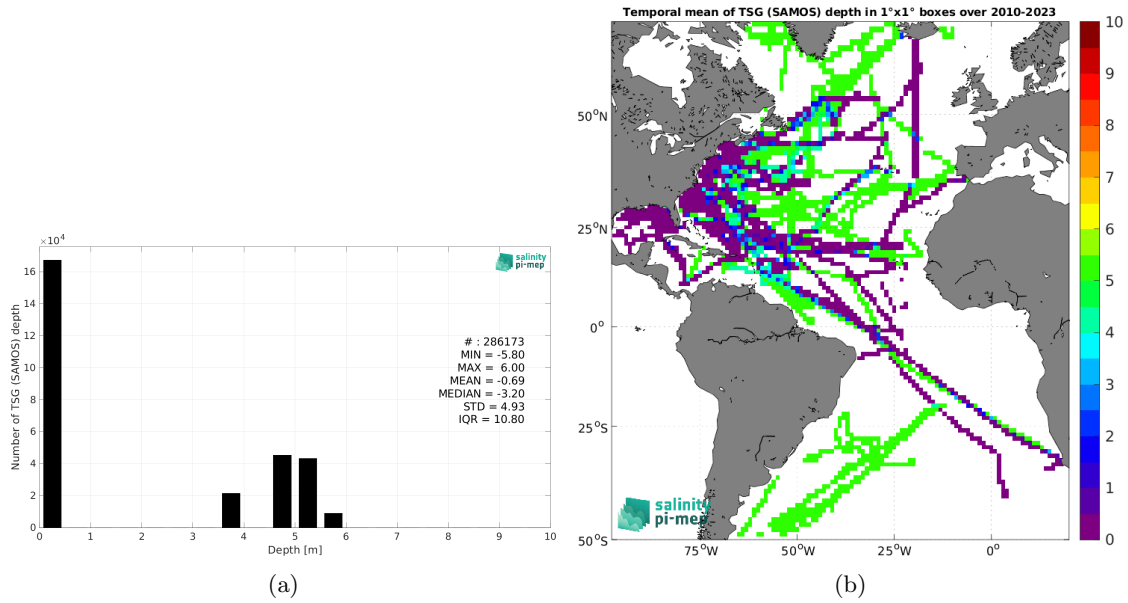 ×10⁴
16
14
12
10
8
6
4
2
0
Number of TSG (SAMOS) depth
0 1 2 3 4 5 6 7 8 9 10
Depth [m]
salinity
pi-mep
# : 286173
MIN = -5.80
MAX = 6.00
MEAN = -0.69
MEDIAN = -3.20
STD = 4.93
IQR = 10.80
(a)
Temporal mean of TSG (SAMOS) depth in 1°x1° boxes over 2010-2023
50°N
25°N
0°
25°S
50°S
75°W 50°W 25°W 0°
salinity
pi-mep
10
9
8
7
6
5
4
3
2
1
0
(b)